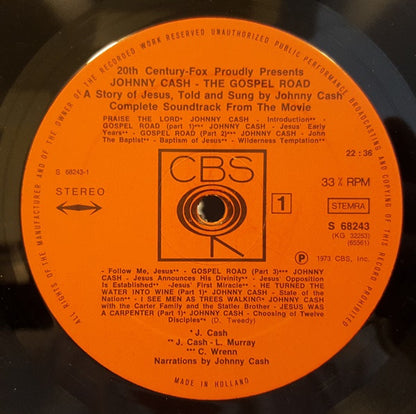 ALL RIGHTS OF THE MANUFACTURER AND OF THE OWNER OF THE RECORDED WORK RESERVED UNAUTHORIZED PUBLIC PERFORMANCE BROADCASTING AND COPYING OF THIS RECORD PROHIBITED
20th Century-Fox Proudly Presents
JOHNNY CASH - THE GOSPEL ROAD
A Story of Jesus, Told and Sung by Johnny Cash
Complete Soundtrack From The Movie
PRAISE THE LORD* JOHNNY CASH - Introduction** -
GOSPEL ROAD (part 1)*** JOHNNY CASH - Jesus' Early
Years** - GOSPEL ROAD (Part 2)*** JOHNNY CASH - John
The Baptist** - Baptism of Jesus** - Wilderness Temptation**
22:36
℗ 68243-1
STEREO
CBS
1
33⅓ RPM
STEMRA
S 68243
(KG 32253)
(65561)
℗ 1973 CBS, Inc.
- Follow Me, Jesus** - GOSPEL ROAD (Part 3)*** JOHNNY
CASH - Jesus Announces His Divinity** - Jesus' Opposition
Is Established** - Jesus' First Miracle** - HE TURNED THE
WATER INTO WINE (Part 1)* JOHNNY CASH - State of the
Nation** - I SEE MEN AS TREES WALKING* JOHNNY CASH
with the Carter Family and the Statler Brother - JESUS WAS
A CARPENTER (Part 1)* JOHNNY CASH - Choosing of Twelve
Disciples** (D. Tweedy)
*J. Cash
**J. Cash - L. Murray
***C. Wrenn
Narrations by Johnny Cash
MADE IN HOLLAND